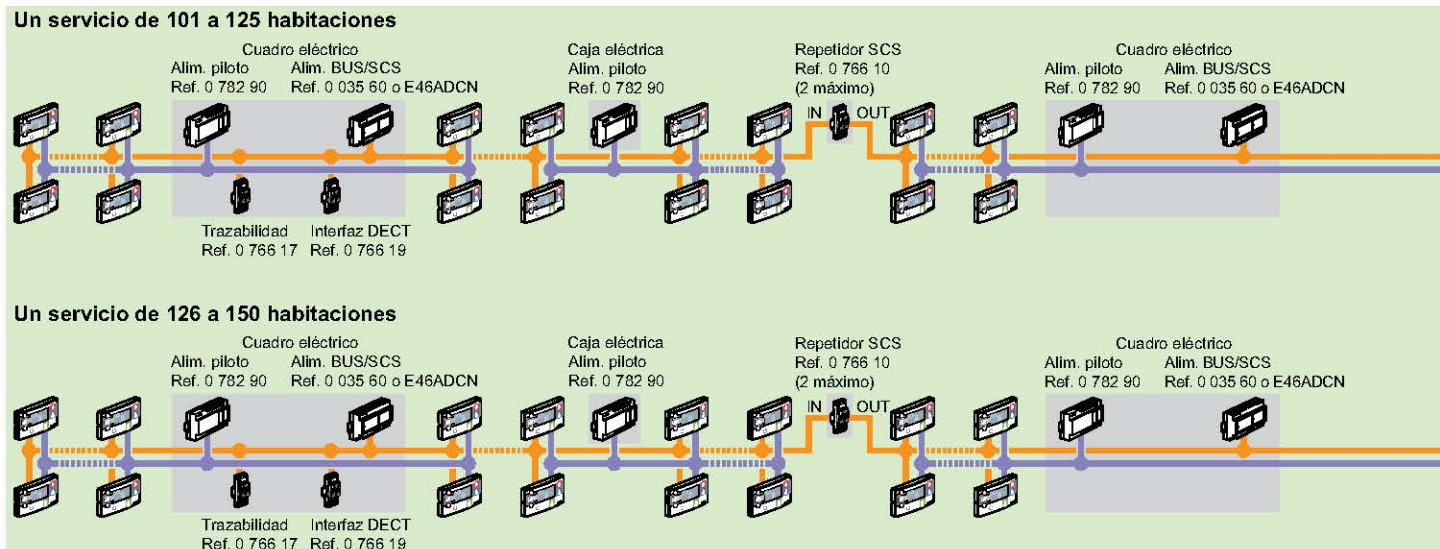 Un servicio de 101 a 125 habitaciones
Cuadro eléctrico
Alim. piloto
Ref. 0 782 90
Alim. BUS/SCS
Ref. 0 035 60 o E46ADCN
Trazabilidad
Ref. 0 766 17
Interfaz DECT
Ref. 0 766 19
Caja eléctrica
Alim. piloto
Ref. 0 782 90
Repetidor SCS
Ref. 0 766 10
(2 máximo)
IN
OUT
Cuadro eléctrico
Alim. piloto
Ref. 0 782 90
Alim. BUS/SCS
Ref. 0 035 60 o E46ADCN
Un servicio de 126 a 150 habitaciones
Cuadro eléctrico
Alim. piloto
Ref. 0 782 90
Alim. BUS/SCS
Ref. 0 035 60 o E46ADCN
Trazabilidad
Ref. 0 766 17
Interfaz DECT
Ref. 0 766 19
Caja eléctrica
Alim. piloto
Ref. 0 782 90
Repetidor SCS
Ref. 0 766 10
(2 máximo)
IN
OUT
Cuadro eléctrico
Alim. piloto
Ref. 0 782 90
Alim. BUS/SCS
Ref. 0 035 60 o E46ADCN